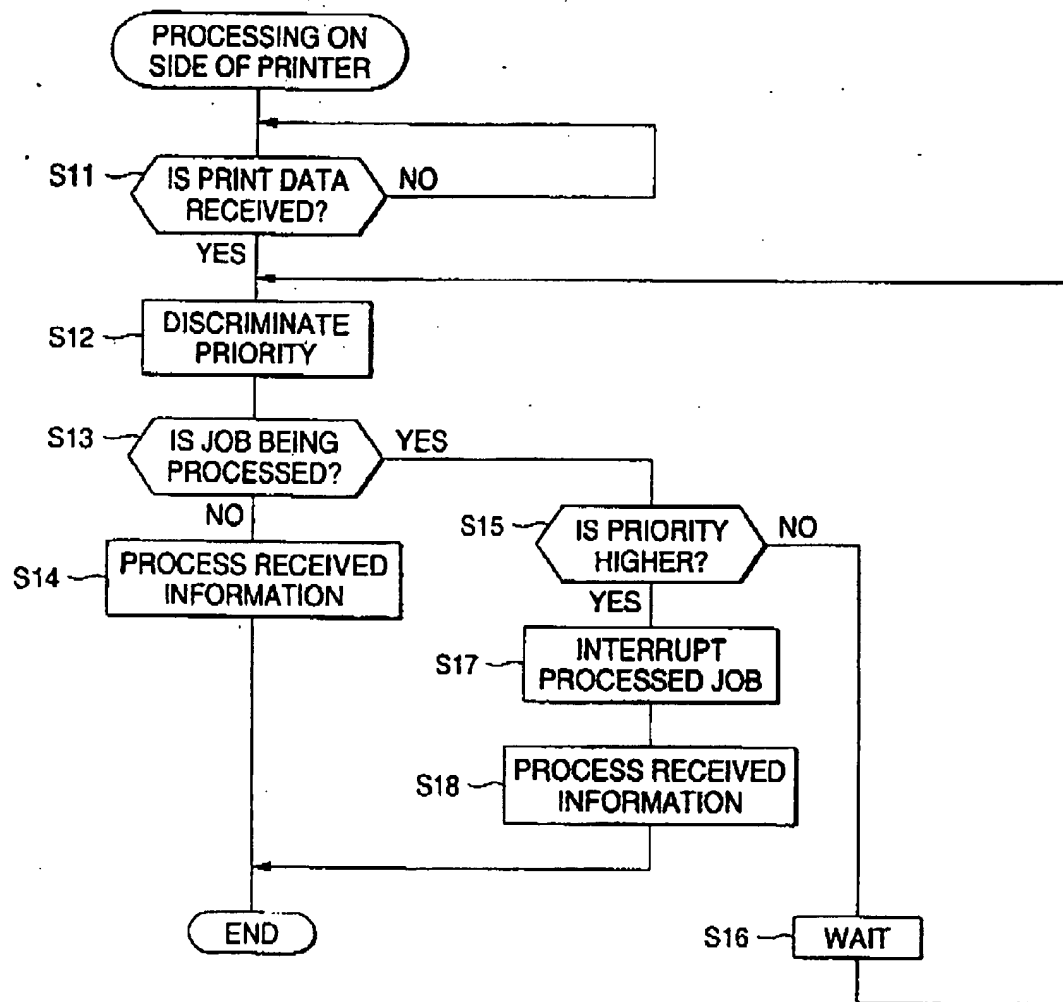 PROCESSING ON
SIDE OF PRINTER
S11
IS PRINT DATA
RECEIVED?
NO
YES
S12
DISCRIMINATE
PRIORITY
S13
IS JOB BEING
PROCESSED?
YES
NO
S14
PROCESS RECEIVED
INFORMATION
S15
IS PRIORITY
HIGHER?
NO
YES
S17
INTERRUPT
PROCESSED JOB
S18
PROCESS RECEIVED
INFORMATION
END
S16
WAIT